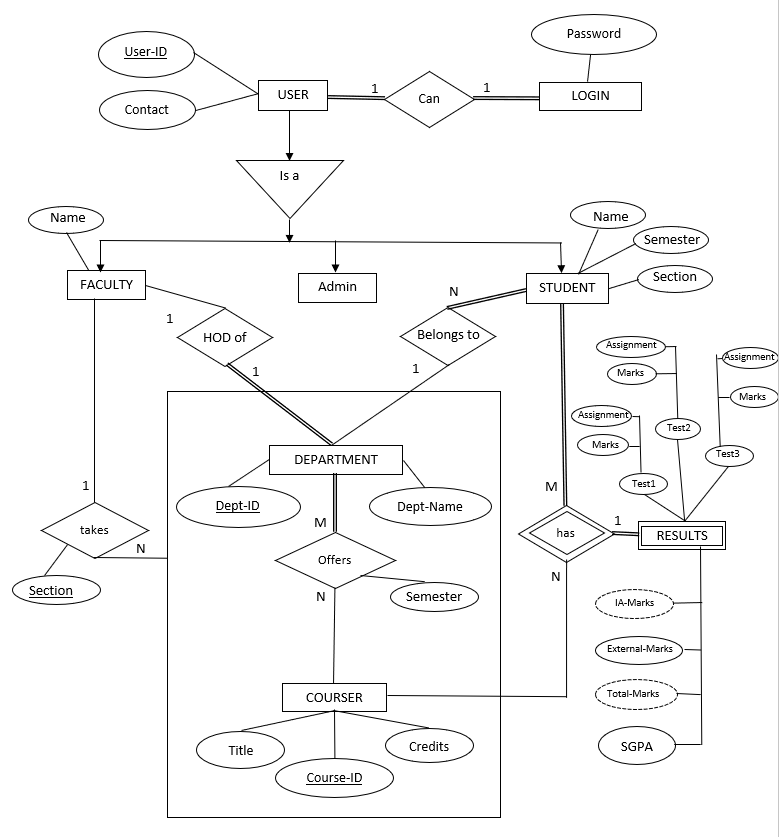 Password
User-ID
USER
1
Can
1
LOGIN
Contact
Is a
Name
Name
Semester
FACULTY
Admin
N
STUDENT
Section
1
HOD of
Belongs to
Assignment
Assignment
1
1
Marks
Marks
Assignment
Test2
Marks
Test3
DEPARTMENT
Test1
1
M
Dept-ID
Dept-Name
M
1
takes
has
RESULTS
N
Offers
N
Section
N
Semester
IA-Marks
External-Marks
COURSER
Total-Marks
Title
Credits
SGPA
Course-ID